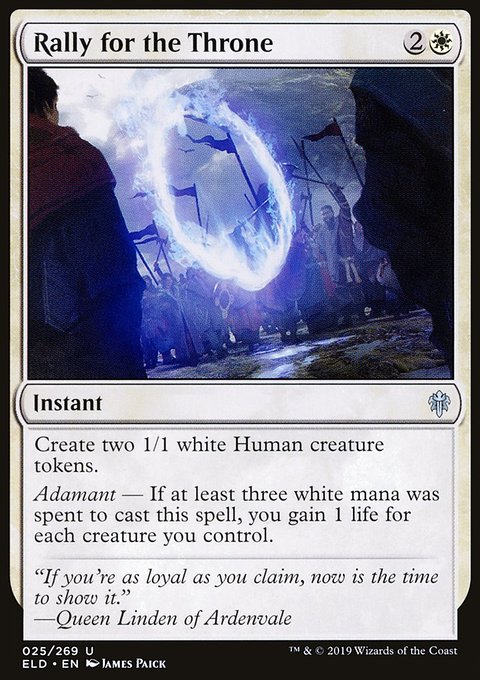 Rally for the Throne 2
Instant
Create two 1/1 white Human creature
tokens.
Adamant — If at least three white mana was
spent to cast this spell, you gain 1 life for
each creature you control.
“If you're as loyal as you claim, now is the time
to show it.”
—Queen Linden of Ardenvale
025/269 U
ELD • EN James Paick
™ & © 2019 Wizards of the Coast